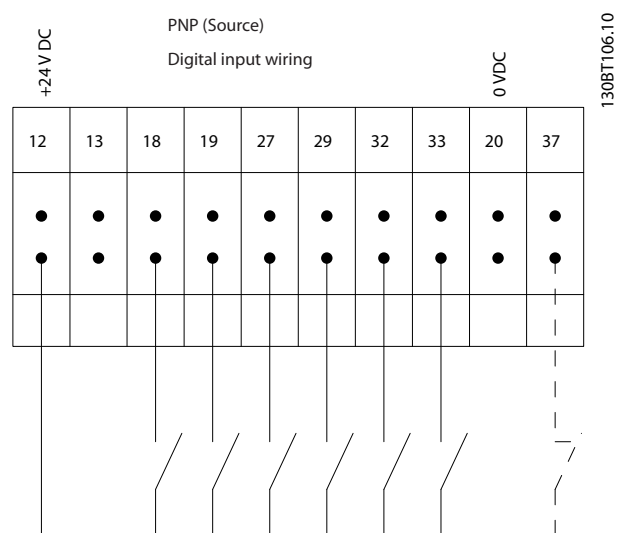 PNP (Source)
Digital input wiring
+24 V DC
0 VDC
130BT106.10
12 13 18 19 27 29 32 33 20 37